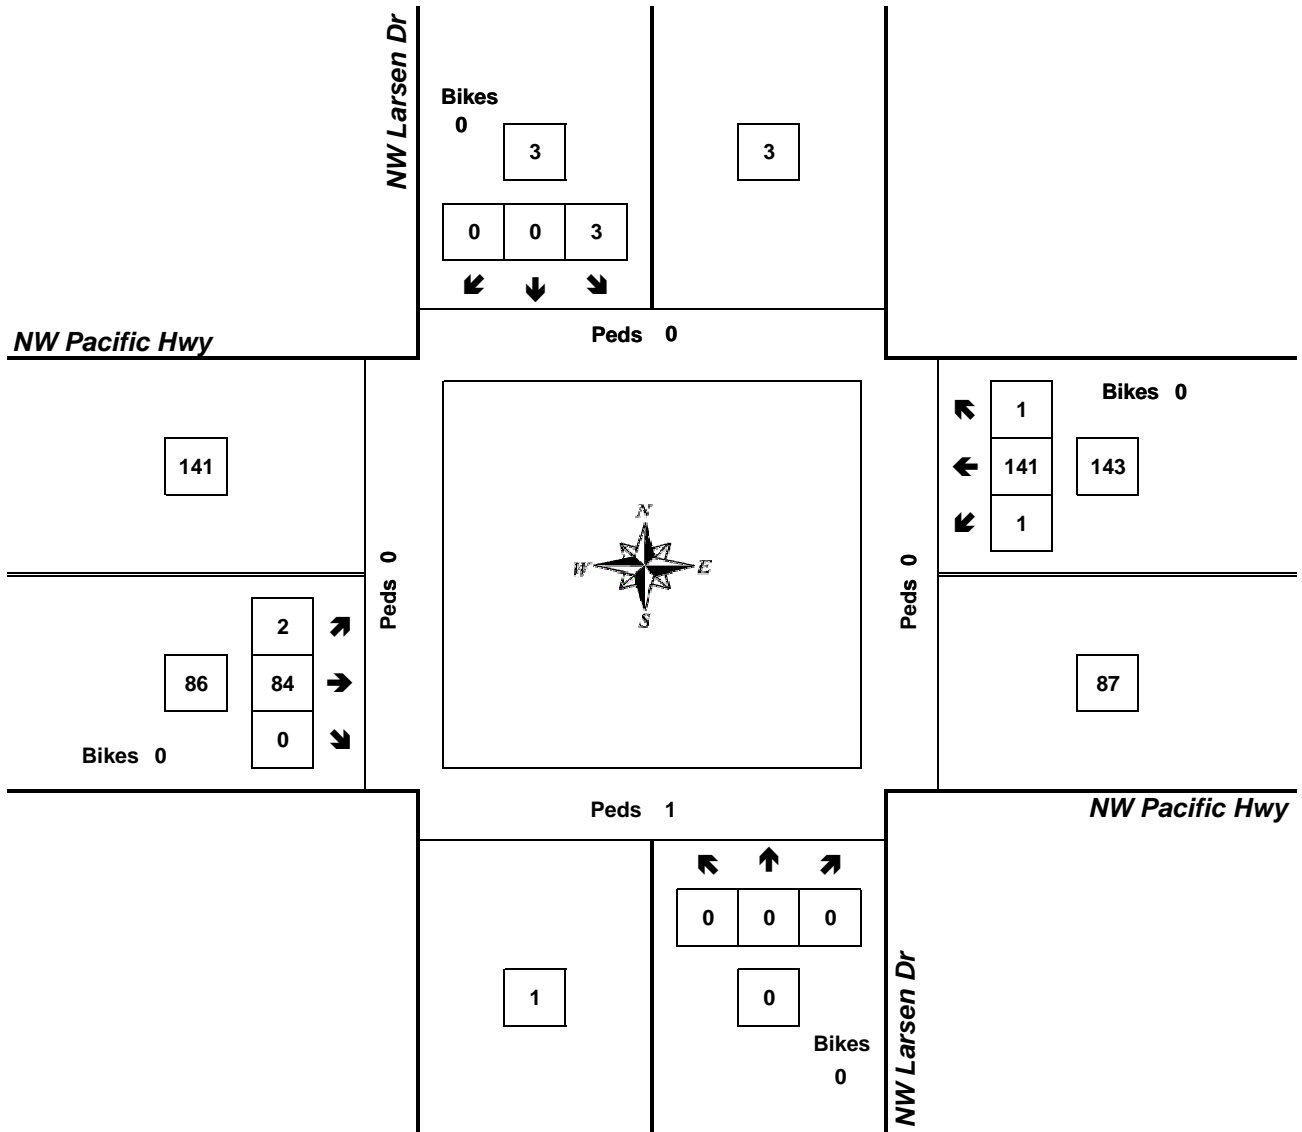 NW Larsen Dr
Bikes
0
3
3
0 0 3
Peds 0
NW Pacific Hwy
1
Bikes 0
141
141 143
1
N
W E
S
Peds 0
Peds 0
2
86 84
0
Bikes 0
87
Peds 1
NW Pacific Hwy
0 0 0
1
0
Bikes
0
NW Larsen Dr